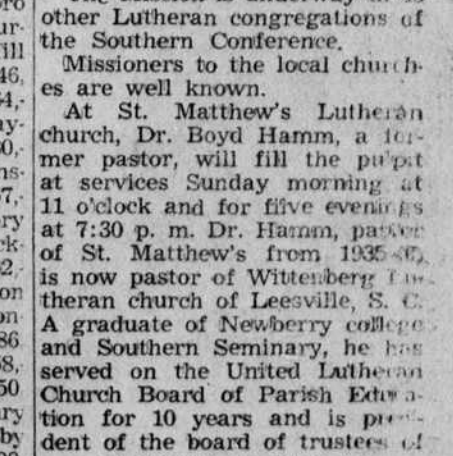 other Lutheran congregations of
the Southern Conference.
Missioners to the local church-
es are well known.
At St. Matthew's Lutheran
church, Dr. Boyd Hamm, a for-
mer pastor, will fill the pulpit
at services Sunday morning at
11 o'clock and for fiive evenings
at 7:30 p. m. Dr. Hamm, pastor
of St. Matthew's from
is now pastor of Wittenberg Lu-
theran church of Leesville, S. C.
A graduate of Newberry college
and Southern Seminary, he has
served on the United Lutheran
Church Board of Parish Educa-
tion for 10 years and is presi-
dent of the board of trustees of